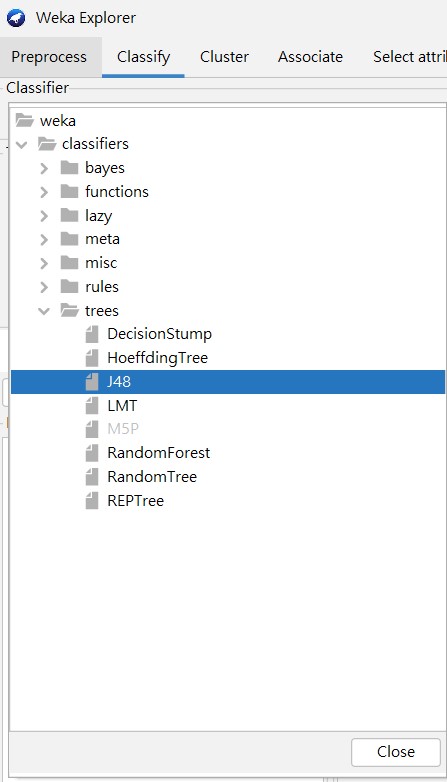 Weka Explorer
Preprocess Classify Cluster Associate Select attri
Classifier
weka
classifiers
bayes
functions
lazy
meta
misc
rules
trees
DecisionStump
HoeffdingTree
J48
LMT
M5P
RandomForest
RandomTree
REPTree
Close